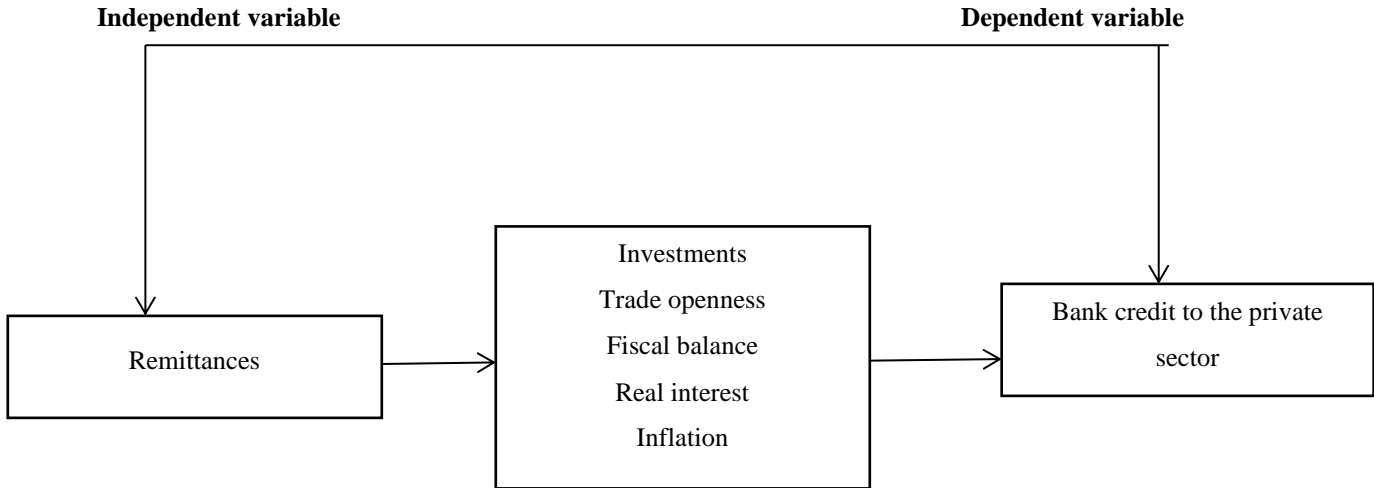 Independent variable
Dependent variable
Remittances
Investments
Trade openness
Fiscal balance
Real interest
Inflation
Bank credit to the private
sector